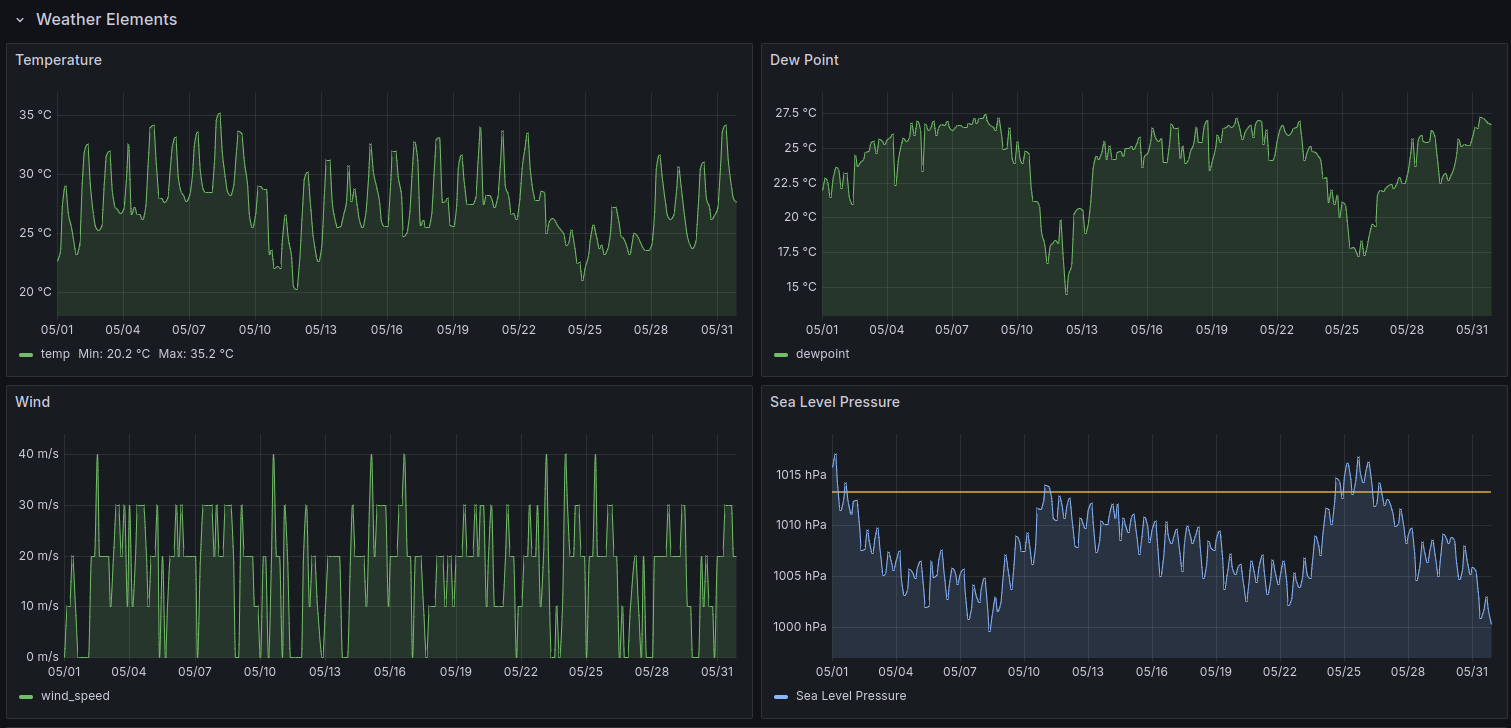 Weather Elements
Temperature
35 °C
30 °C
25 °C
20 °C
05/01 05/04 05/07 05/10 05/13 05/16 05/19 05/22 05/25 05/28 05/31
temp Min: 20.2 °C Max: 35.2 °C
Dew Point
27.5 °C
25 °C
22.5 °C
20 °C
17.5 °C
15 °C
05/01 05/04 05/07 05/10 05/13 05/16 05/19 05/22 05/25 05/28 05/31
dewpoint
Wind
40 m/s
30 m/s
20 m/s
10 m/s
0 m/s
05/01 05/04 05/07 05/10 05/13 05/16 05/19 05/22 05/25 05/28 05/31
wind_speed
Sea Level Pressure
1015 hPa
1010 hPa
1005 hPa
1000 hPa
05/01 05/04 05/07 05/10 05/13 05/16 05/19 05/22 05/25 05/28 05/31
Sea Level Pressure